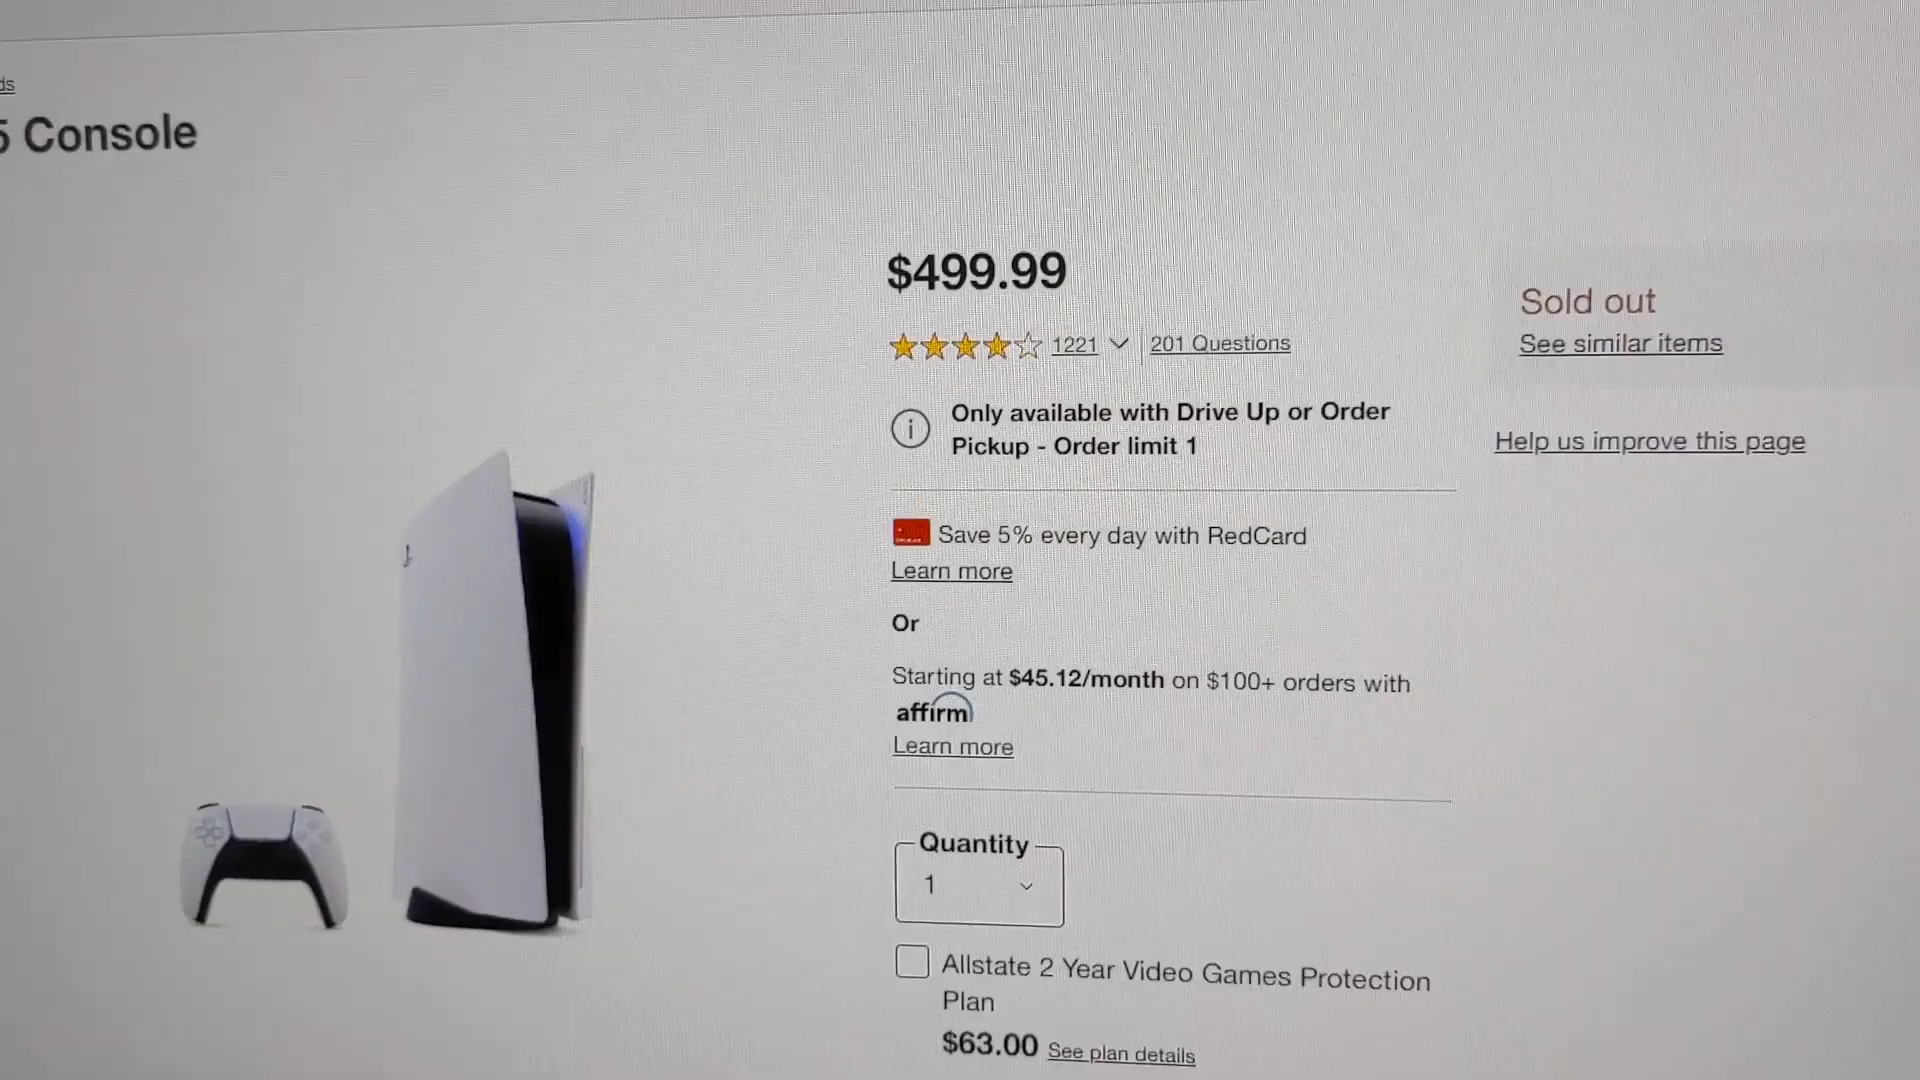 ds
5 Console
$499.99
1221
201 Questions
Sold out
See similar items
Only available with Drive Up or Order
Pickup - Order limit 1
Help us improve this page
Save 5% every day with RedCard
Learn more
Or
Starting at $45.12/month on $100+ orders with
affirm
Learn more
Quantity
1
Allstate 2 Year Video Games Protection
Plan
$63.00 See plan details